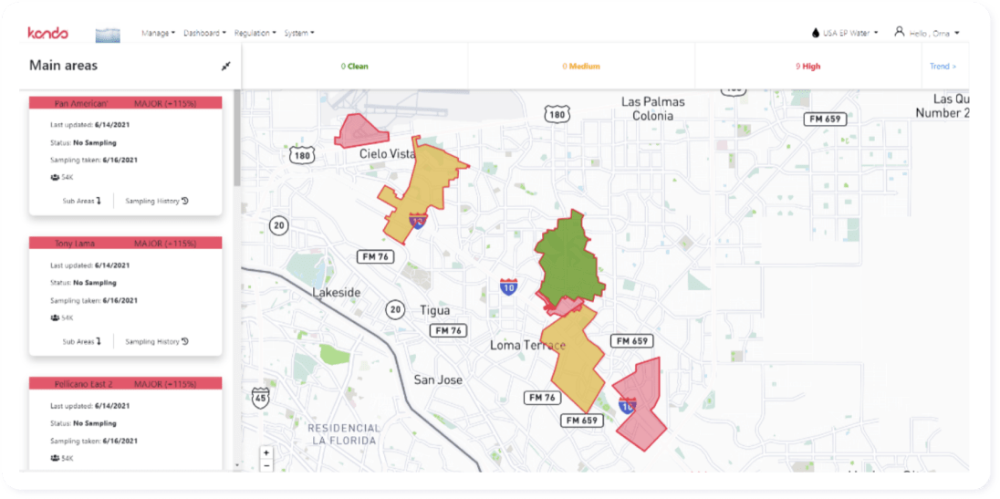 kando
Manage Dashboard Regulation System
USA EP Water Hello , Orna
Main areas
0 Clean
0 Medium
9 High
Trend >
Pan American' MAJOR (+115%)
Last updated: 6/14/2021
Status: No Sampling
Sampling taken: 6/16/2021
54K
Sub Areas Sampling History
Tony Lama MAJOR (+115%)
Last updated: 6/14/2021
Status: No Sampling
Sampling taken: 6/16/2021
54K
Sub Areas Sampling History
Pellicano East 2 MAJOR (+115%)
Last updated: 6/14/2021
Status: No Sampling
Sampling taken: 6/16/2021
54K
Las Palmas
Colonia
Las Qu
Number 2
180
FM 659
180
Cielo Vista
20
10
FM 76
10
Lakeside
20
Tigua
FM 76
Loma Terrace
FM 659
San Jose
45
FM 76
10
FM 659
RESIDENCIAL
LA FLORIDA
+
−